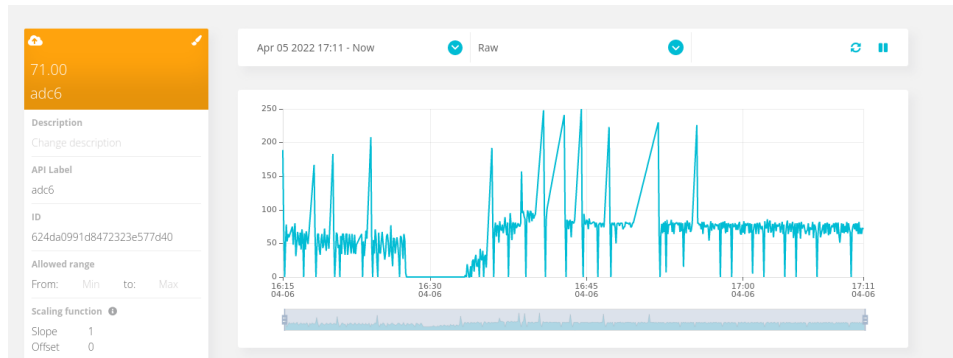 71.00
adc6
Description
Change description
API Label
adc6
ID
624da0991d8472323e577d40
Allowed range
From: Min to: Max
Scaling function
Slope 1
Offset 0
Apr 05 2022 17:11 - Now
Raw
250
200
150
100
50
0
16:15 16:30 16:45 17:00 17:11
04-06 04-06 04-06 04-06 04-06